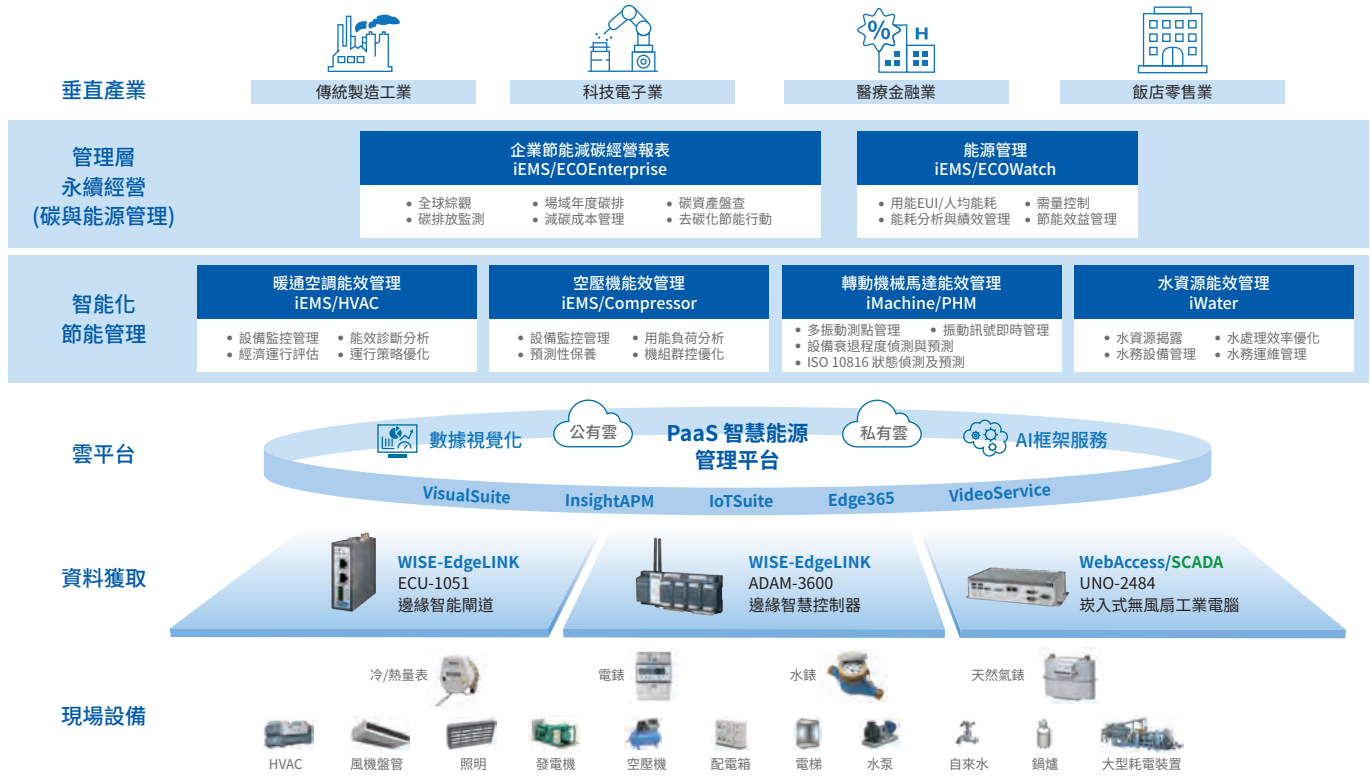 %
H
垂直產業
傳統製造工業
科技電子業
醫療金融業
飯店零售業
管理層
永續經營
(碳與能源管理)
企業節能減碳經營報表
iEMS/ECOEnterprise
• 全球綜觀
• 場域年度碳排
• 碳資產盤查
• 碳排放監測
• 減碳成本管理
• 去碳化節能行動
能源管理
iEMS/ECOWatch
• 用能EUI/人均能耗
• 需量控制
• 能耗分析與績效管理
• 節能效益管理
智能化
節能管理
暖通空調能效管理
iEMS/HVAC
• 設備監控管理
• 能效診斷分析
• 經濟運行評估
• 運行策略優化
空壓機能效管理
iEMS/Compressor
• 設備監控管理
• 用能負荷分析
• 預測性保養
• 機組群控優化
轉動機械馬達能效管理
iMachine/PHM
• 多振動測點管理
• 振動訊號即時管理
• 設備衰退程度偵測與預測
• ISO 10816 狀態偵測及預測
水資源能效管理
iWater
• 水資源揭露
• 水處理效率優化
• 水務設備管理
• 水務運維管理
雲平台
數據視覺化
公有雲
PaaS 智慧能源
管理平台
私有雲
AI框架服務
VisualSuite
InsightAPM
IoTSuite
Edge365
VideoService
資料獲取
WISE-EdgeLINK
ECU-1051
邊緣智能閘道
WISE-EdgeLINK
ADAM-3600
邊緣智慧控制器
WebAccess/SCADA
UNO-2484
崁入式無風扇工業電腦
現場設備
冷/熱量表
電錶
水錶
天然氣錶
HVAC
風機盤管
照明
發電機
空壓機
配電箱
電梯
水泵
自來水
鍋爐
大型耗電裝置